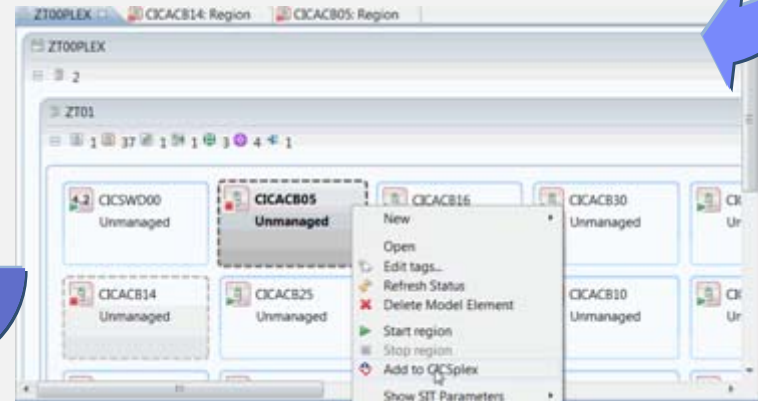 ZT00PLEX CICACB14: Region CICACB05: Region
ZT00PLEX
2
ZT01
1 37 1 1 3 4 1
4.2 CICSWD00 CICACB05 CICACB16 CICACB30
Unmanaged Unmanaged Unmanaged
New
Open
Edit tags...
CICACB14 CICACB25 Refresh Status CICACB10
Unmanaged Unmanaged Delete Model Element Unmanaged
Start region
Stop region
Add to CICSplex
Show SIT Parameters